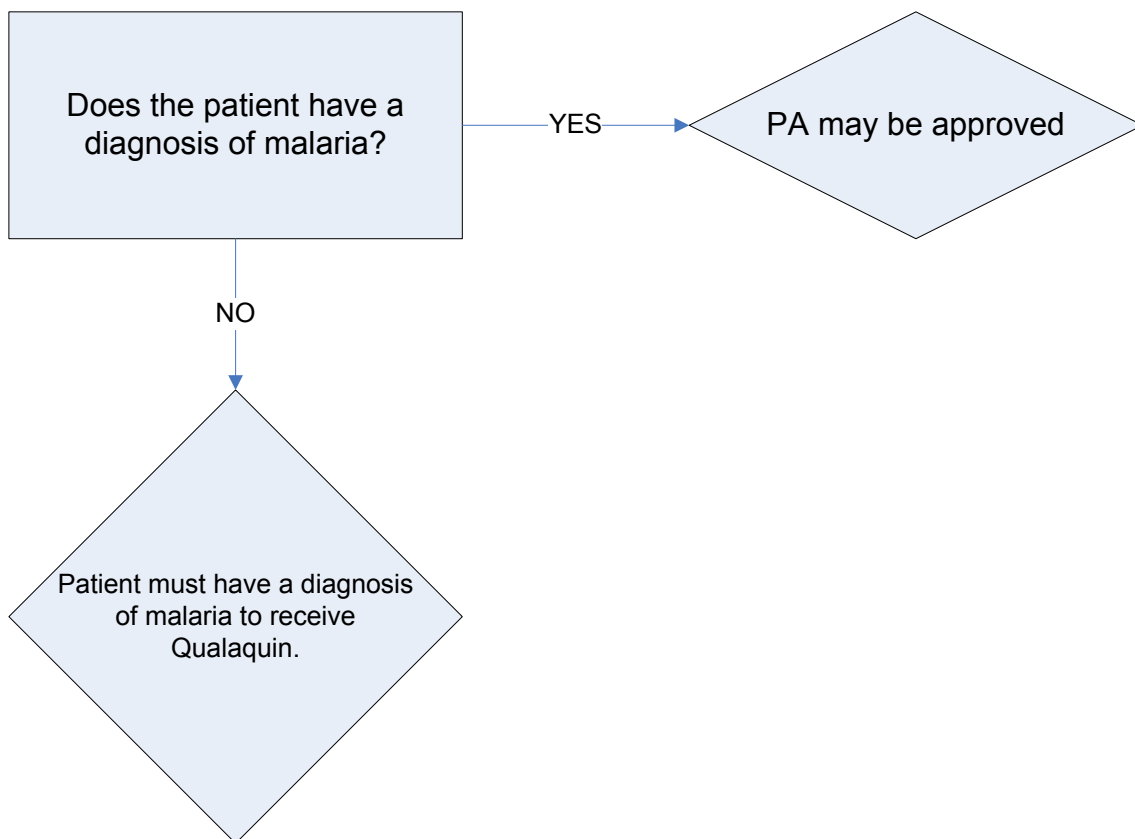 Does the patient have a
diagnosis of malaria?
YES
PA may be approved
NO
Patient must have a diagnosis
of malaria to receive
Qualaquin.